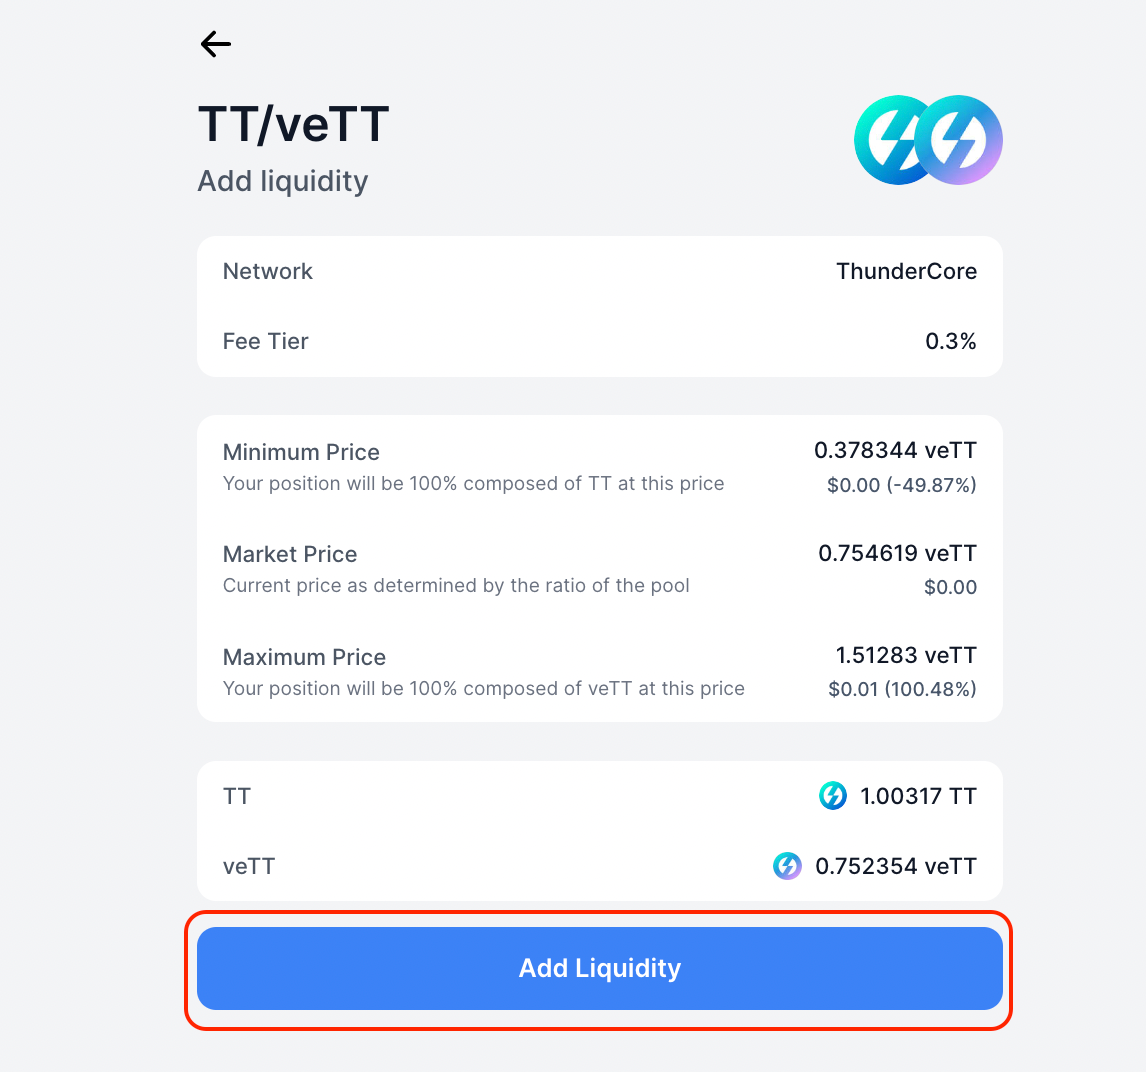 TT/veTT
Add liquidity
Network ThunderCore
Fee Tier 0.3%
Minimum Price 0.378344 veTT
Your position will be 100% composed of TT at this price $0.00 (-49.87%)
Market Price 0.754619 veTT
Current price as determined by the ratio of the pool $0.00
Maximum Price 1.51283 veTT
Your position will be 100% composed of veTT at this price $0.01 (100.48%)
TT 1.00317 TT
veTT 0.752354 veTT
Add Liquidity